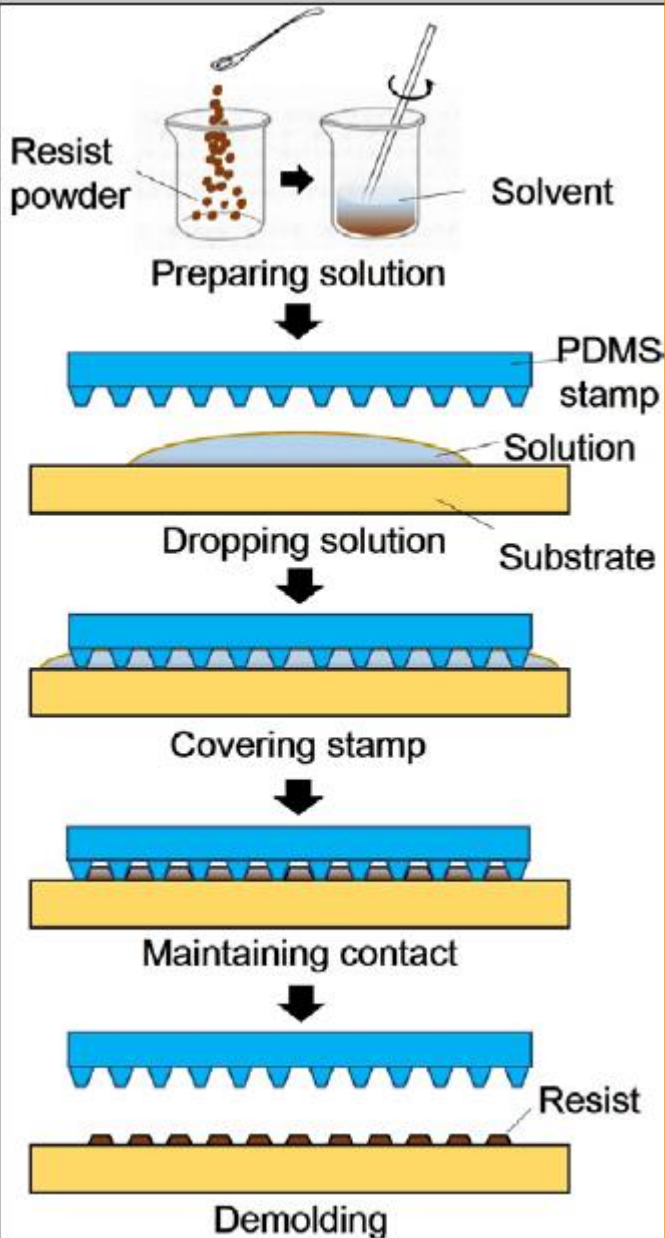 Resist
powder
Solvent
Preparing solution
PDMS
stamp
Solution
Dropping solution
Substrate
Covering stamp
Maintaining contact
Resist
Demolding